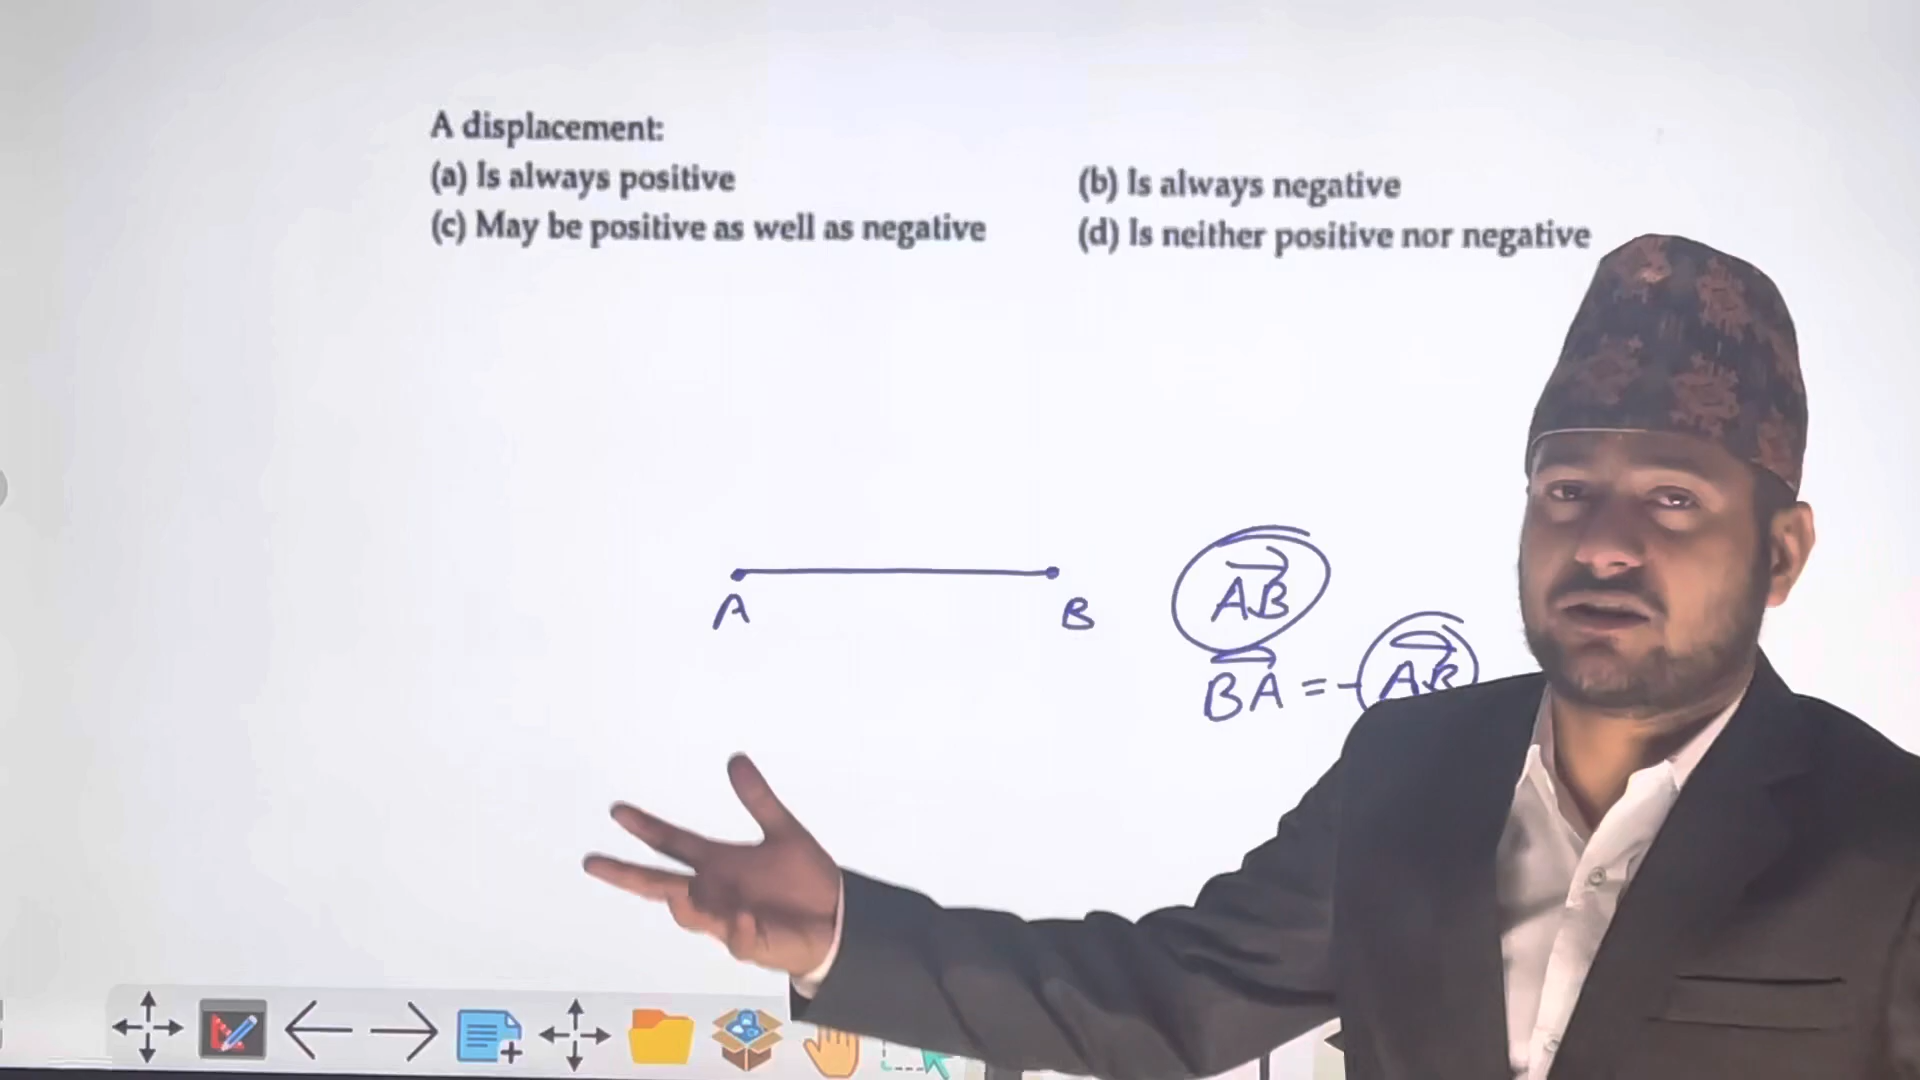 A displacement:
(a) Is always positive
(b) Is always negative
(c) May be positive as well as negative
(d) Is neither positive nor negative
A
B
AB
BA = - AB